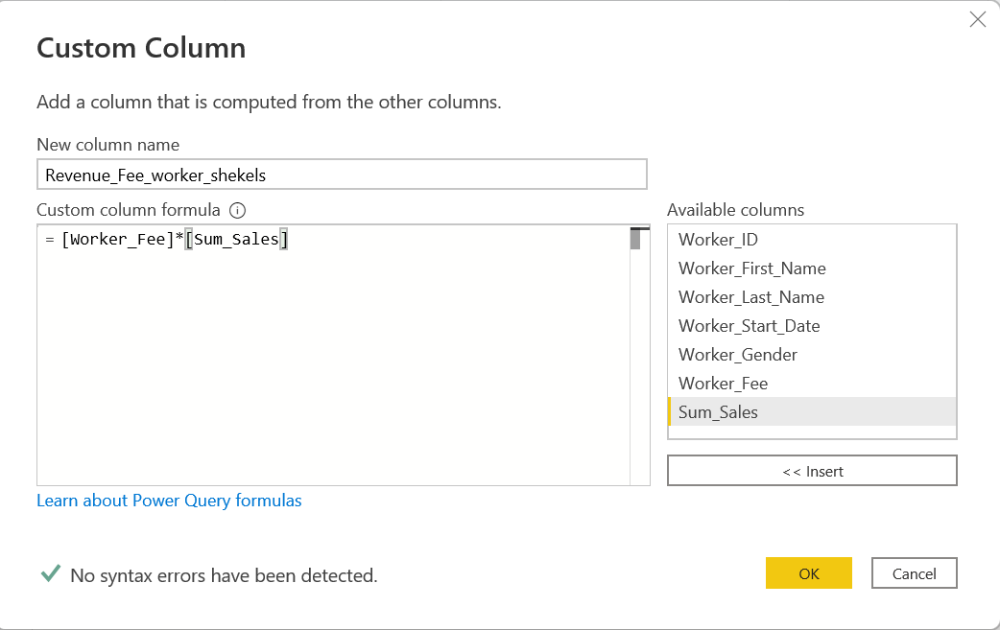 Custom Column
Add a column that is computed from the other columns.
New column name
Revenue_Fee_worker_shekels
Custom column formula
= [Worker_Fee]*[Sum_Sales]
Available columns
Worker_ID
Worker_First_Name
Worker_Last_Name
Worker_Start_Date
Worker_Gender
Worker_Fee
Sum_Sales
<< Insert
Learn about Power Query formulas
No syntax errors have been detected.
OK
Cancel